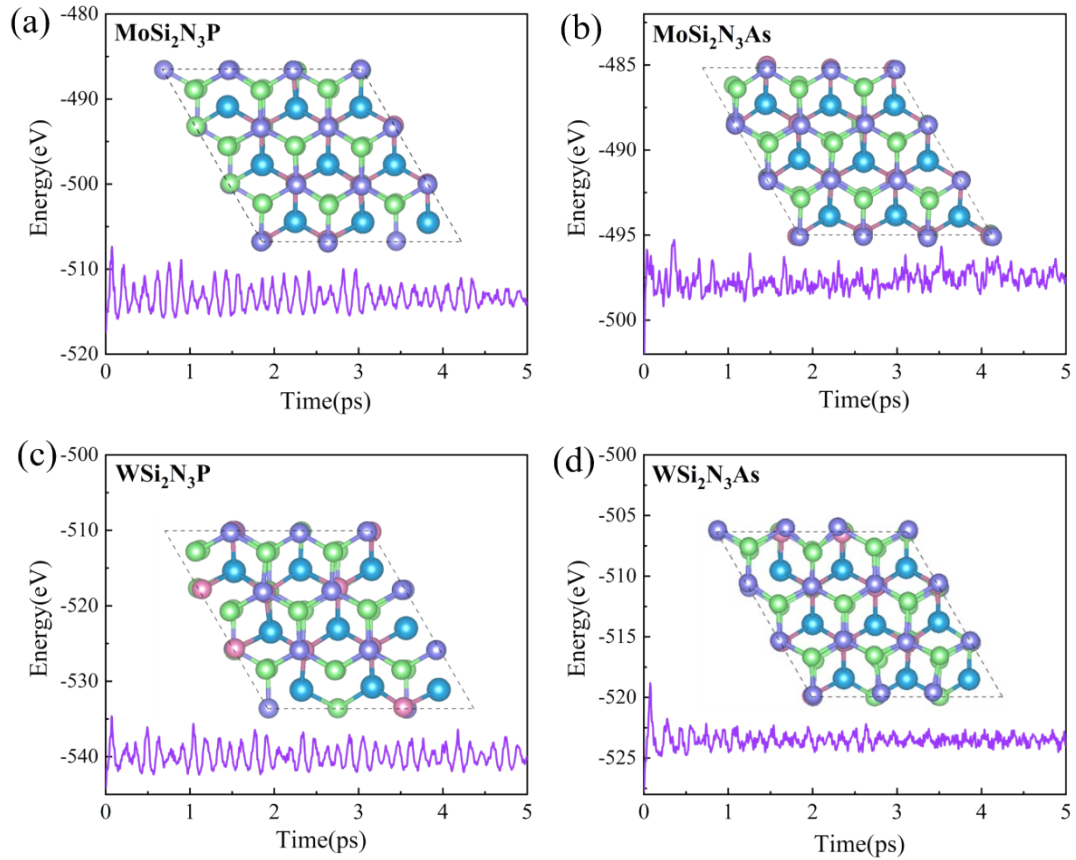 (a)
MoSi₂N₃P
-480
-490
-500
-510
-520
Energy(eV)
0 1 2 3 4 5
Time(ps)
(b)
MoSi₂N₃As
-485
-490
-495
-500
Energy(eV)
0 1 2 3 4 5
Time(ps)
(c)
WSi₂N₃P
-500
-510
-520
-530
-540
Energy(eV)
0 1 2 3 4 5
Time(ps)
(d)
WSi₂N₃As
-500
-505
-510
-515
-520
-525
Energy(eV)
0 1 2 3 4 5
Time(ps)